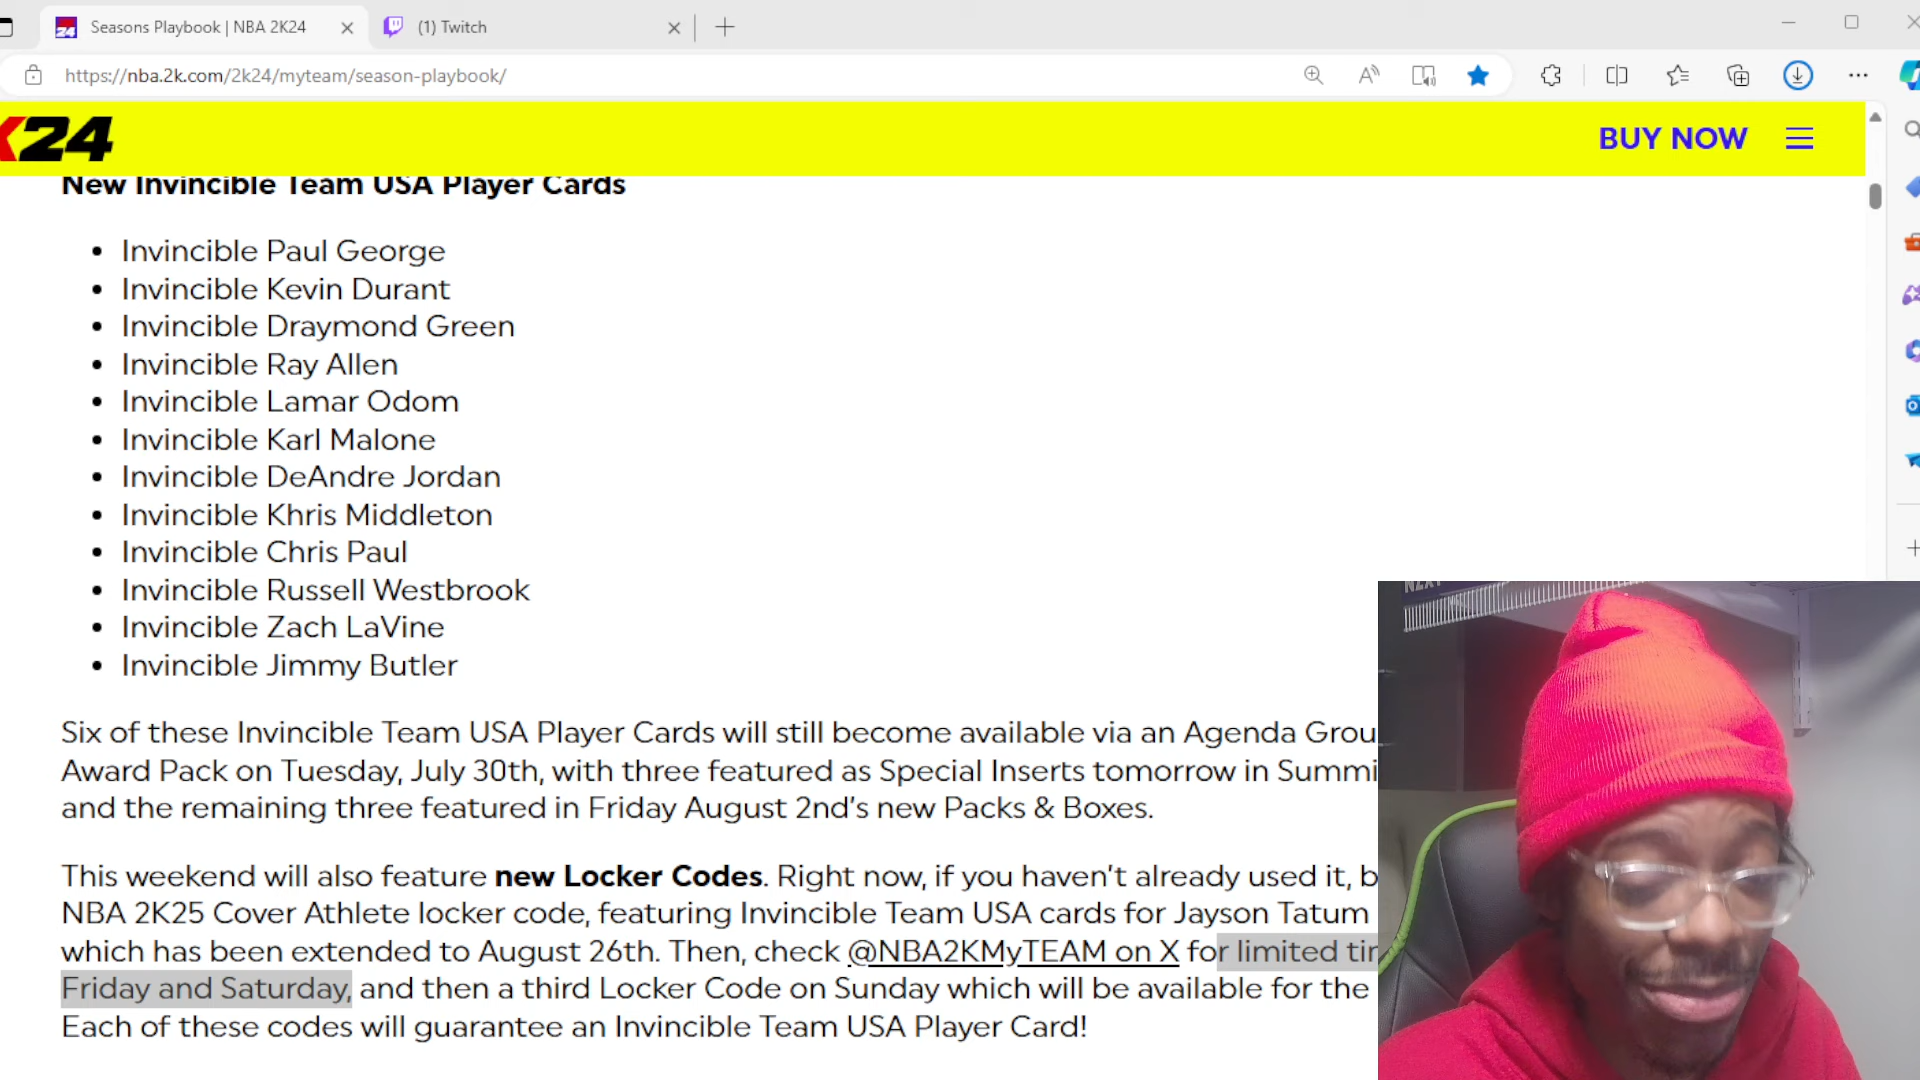 Seasons Playbook | NBA 2K24
(1) Twitch
https://nba.2k.com/2k24/myteam/season-playbook/
K24
BUY NOW
New Invincible Team USA Player Cards
• Invincible Paul George
• Invincible Kevin Durant
• Invincible Draymond Green
• Invincible Ray Allen
• Invincible Lamar Odom
• Invincible Karl Malone
• Invincible DeAndre Jordan
• Invincible Khris Middleton
• Invincible Chris Paul
• Invincible Russell Westbrook
• Invincible Zach LaVine
• Invincible Jimmy Butler
Six of these Invincible Team USA Player Cards will still become available via an Agenda Grou
Award Pack on Tuesday, July 30th, with three featured as Special Inserts tomorrow in Summi
and the remaining three featured in Friday August 2nd's new Packs & Boxes.
This weekend will also feature new Locker Codes. Right now, if you haven't already used it, b
NBA 2K25 Cover Athlete locker code, featuring Invincible Team USA cards for Jayson Tatum
which has been extended to August 26th. Then, check @NBA2KMyTEAM on X for limited tir
Friday and Saturday, and then a third Locker Code on Sunday which will be available for the
Each of these codes will guarantee an Invincible Team USA Player Card!